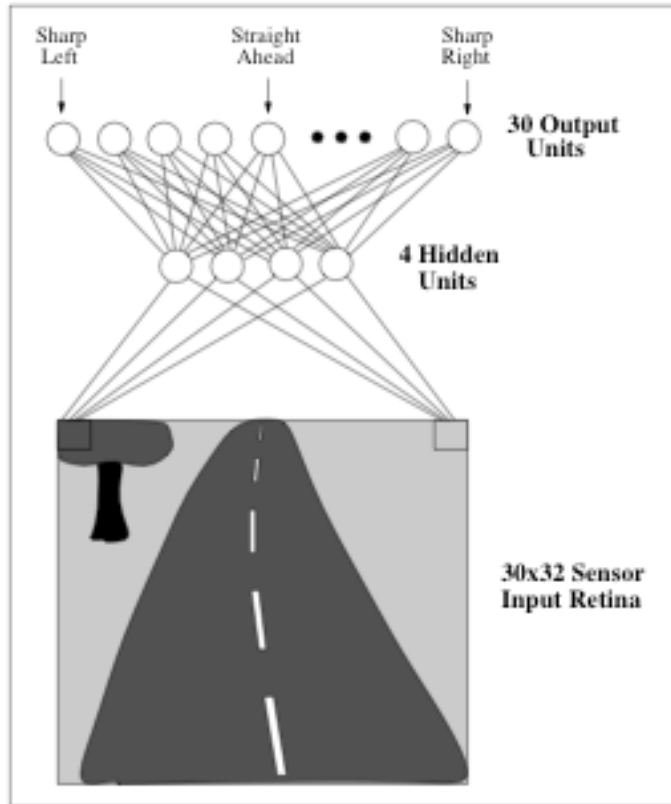 Sharp
Left
Straight
Ahead
Sharp
Right
30 Output
Units
4 Hidden
Units
30x32 Sensor
Input Retina